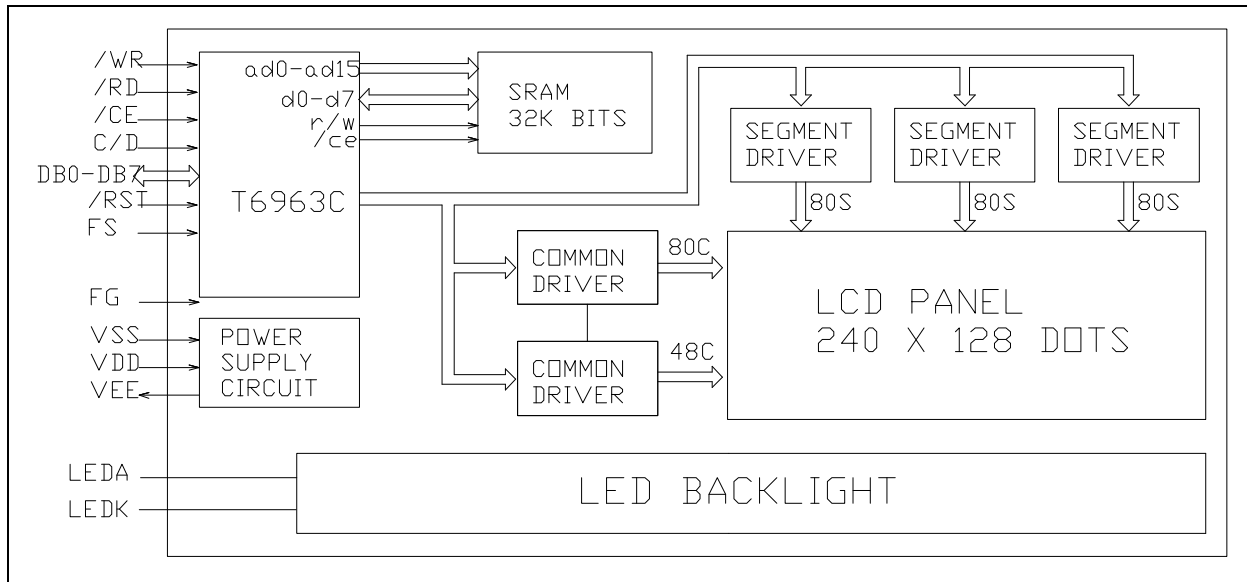 /WR
/RD
/CE
C/D
DB0-DB7
/RST
FS
FG
VSS
VDD
VEE
LEDA
LEDK
ad0-ad15
d0-d7
r/w
/ce
T6963C
SRAM
32K BITS
POWER
SUPPLY
CIRCUIT
SEGMENT
DRIVER
SEGMENT
DRIVER
SEGMENT
DRIVER
80S
80S
80S
COMMON
DRIVER
80C
COMMON
DRIVER
48C
LCD PANEL
240 X 128 DOTS
LED BACKLIGHT